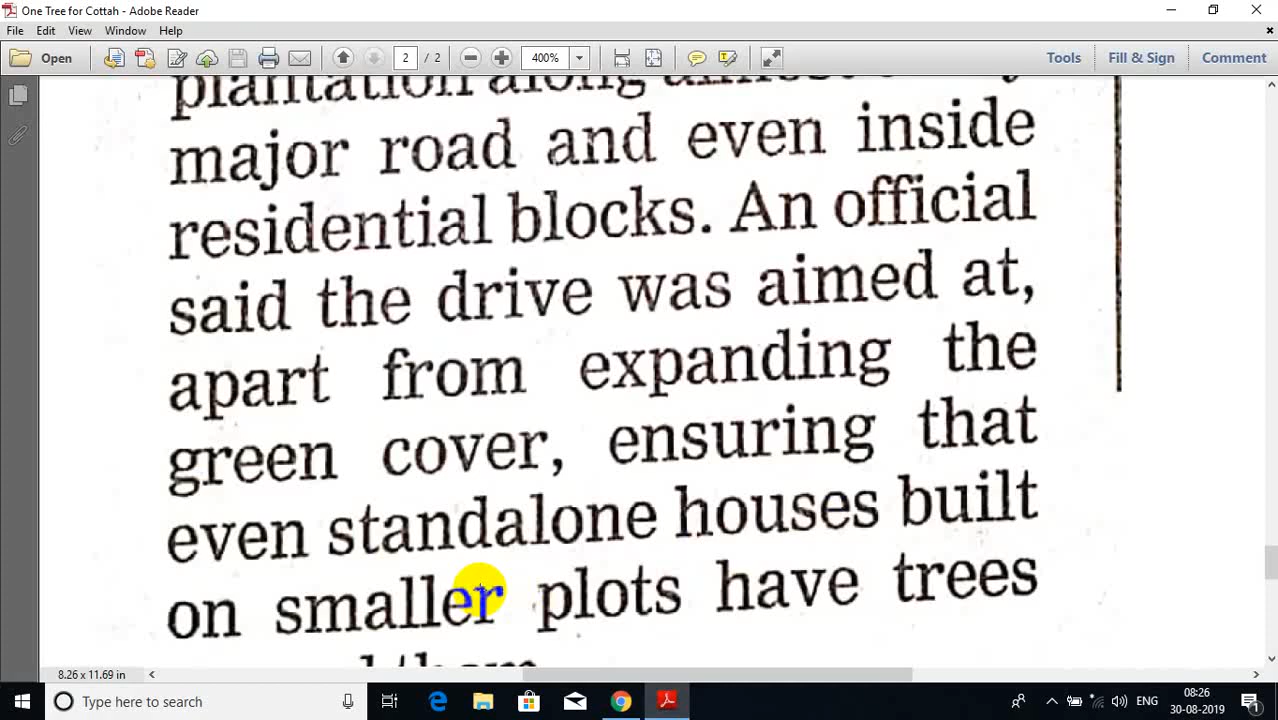 One Tree for Cottah - Adobe Reader
File Edit View Window Help
Open 2 / 2 400% Tools Fill & Sign Comment
plantation along
major road and even inside
residential blocks. An official
said the drive was aimed at,
apart from expanding the
green cover, ensuring that
even standalone houses built
on smaller plots have trees
8.26 x 11.69 in
Type here to search
ENG
08:26
30-08-2019
1